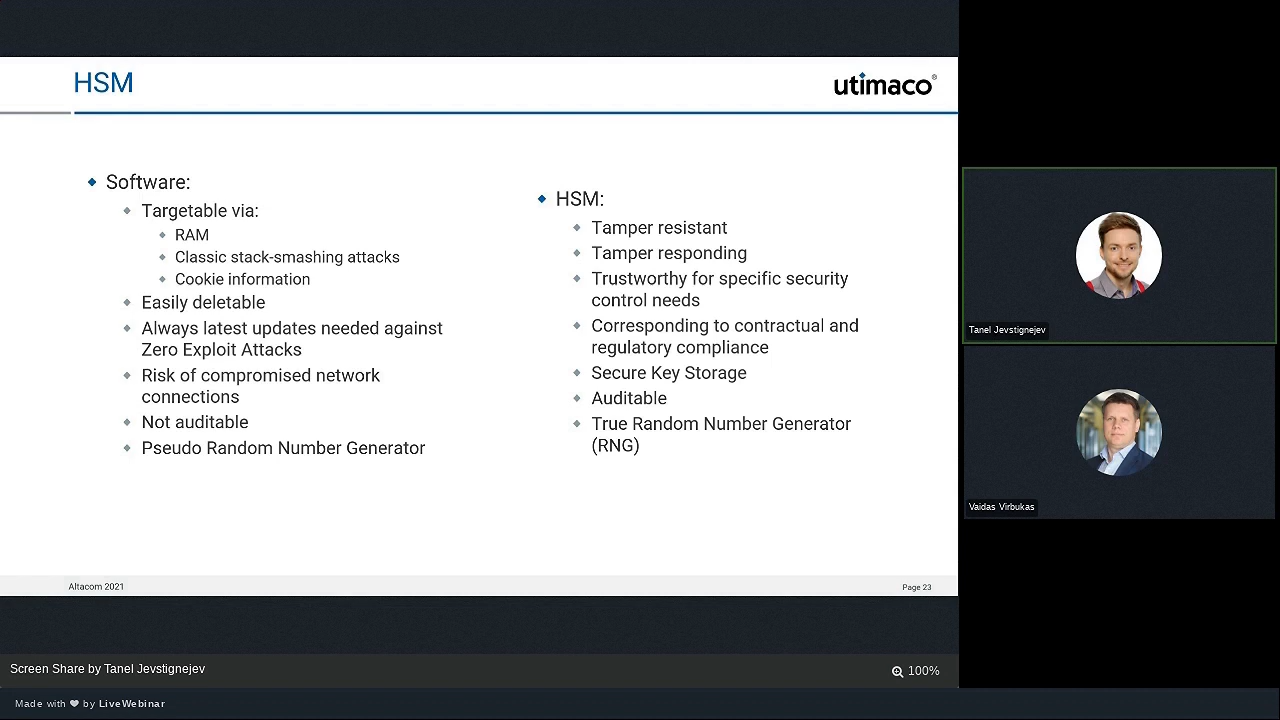 HSM
utimaco®
Software:
Targetable via:
RAM
Classic stack-smashing attacks
Cookie information
Easily deletable
Always latest updates needed against
Zero Exploit Attacks
Risk of compromised network
connections
Not auditable
Pseudo Random Number Generator
HSM:
Tamper resistant
Tamper responding
Trustworthy for specific security
control needs
Corresponding to contractual and
regulatory compliance
Secure Key Storage
Auditable
True Random Number Generator
(RNG)
Altacom 2021
Page 23
Tanel Jevstignejev
Vaidas Virbukas
Screen Share by Tanel Jevstignejev
100%
Made with ❤ by LiveWebinar